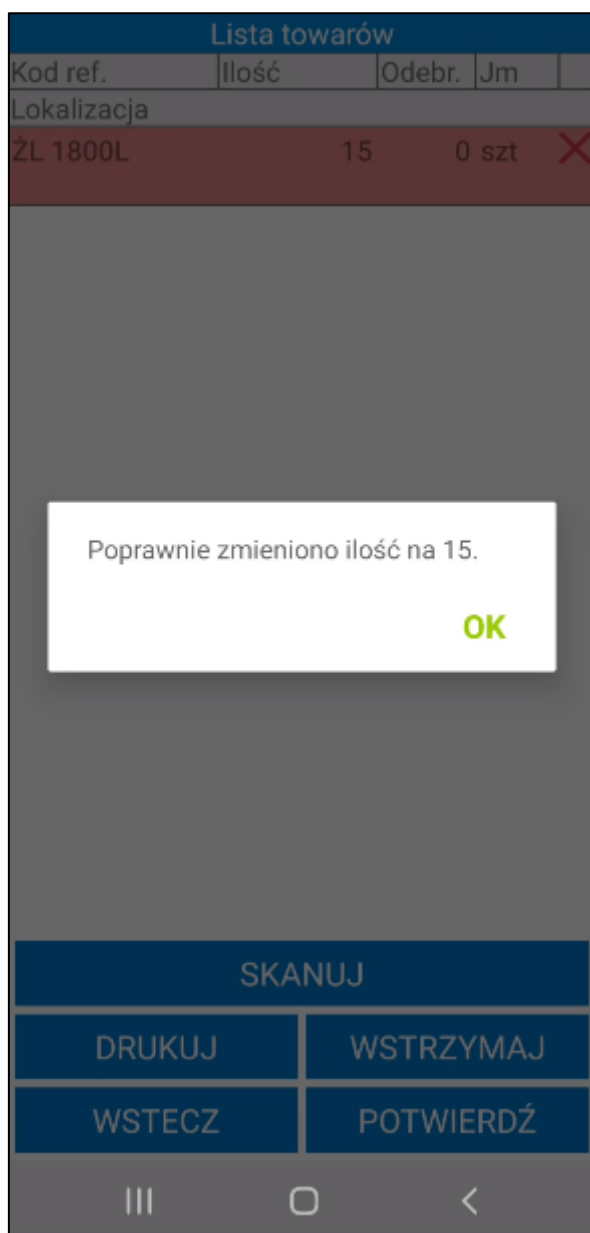 Lista towarów
Kod ref. Ilość Odebr. Jm
Lokalizacja
ŻL 1800L 15 0 szt
Poprawnie zmieniono ilość na 15.
OK
SKANUJ
DRUKUJ WSTRZYMAJ
WSTECZ POTWIERDŹ